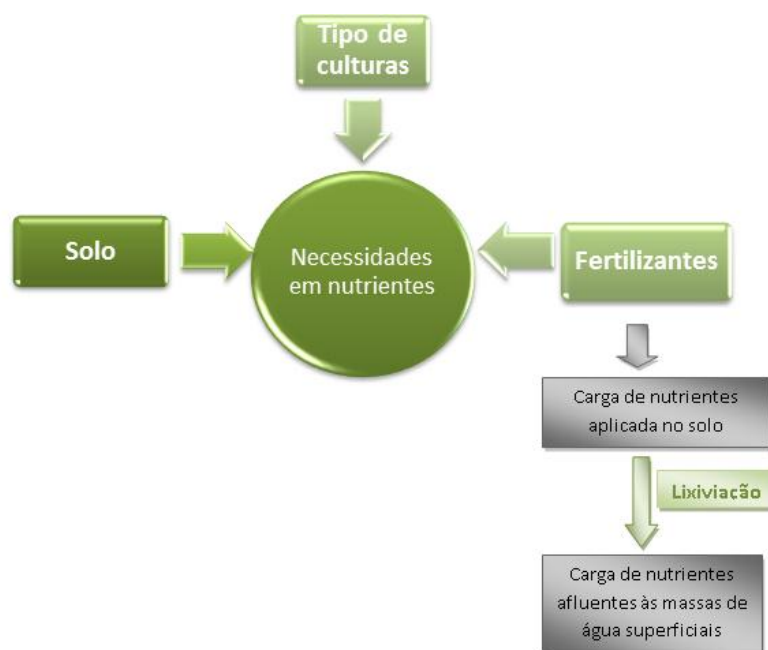 Tipo de
culturas
Solo
Necessidades
em nutrientes
Fertilizantes
Carga de nutrientes
aplicada no solo
Lixiviação
Carga de nutrientes
afluentes às massas de
água superficiais